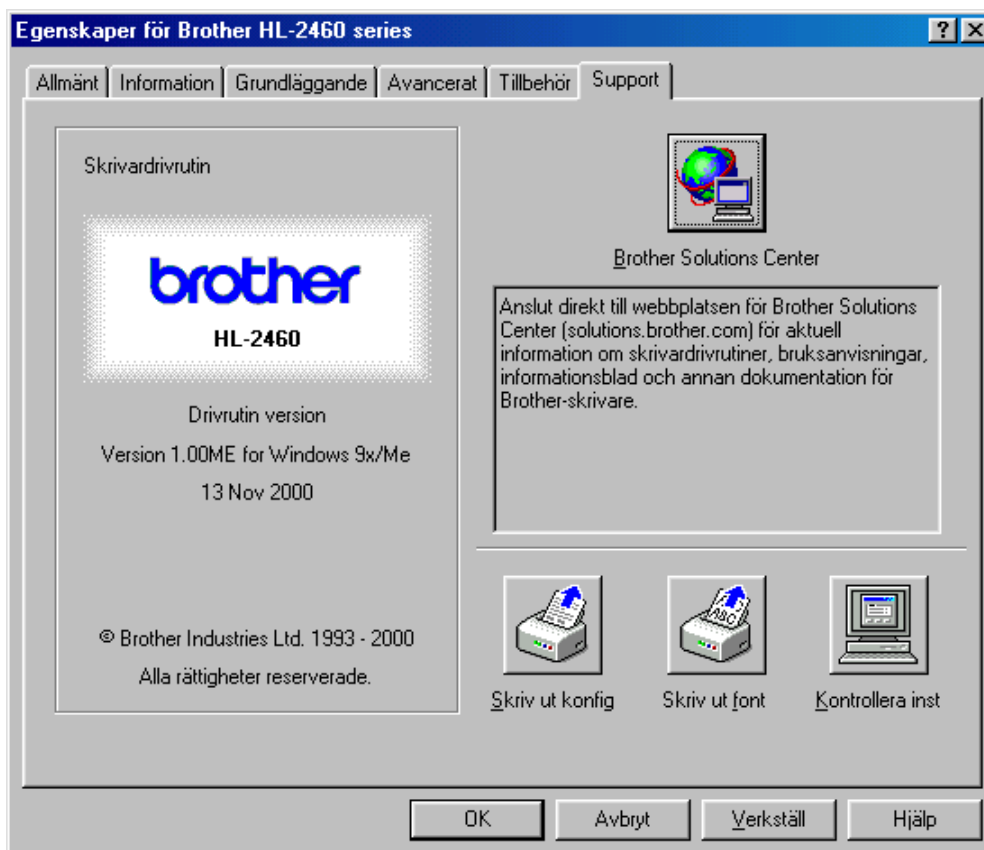 Egenskaper för Brother HL-2460 series
Allmänt
Information
Grundläggande
Avancerat
Tillbehör
Support
Skrivardrivrutin
brother
HL-2460
Drivrutin version
Version 1.00ME for Windows 9x/Me
13 Nov 2000
© Brother Industries Ltd. 1993 - 2000
Alla rättigheter reserverade.
Brother Solutions Center
Anslut direkt till webbplatsen för Brother Solutions
Center (solutions.brother.com) för aktuell
information om skrivardrivrutiner, bruksanvisningar,
informationsblad och annan dokumentation för
Brother-skrivare.
ABC
Skriv ut konfig
Skriv ut font
Kontrollera inst
OK
Avbryt
Verkställ
Hjälp